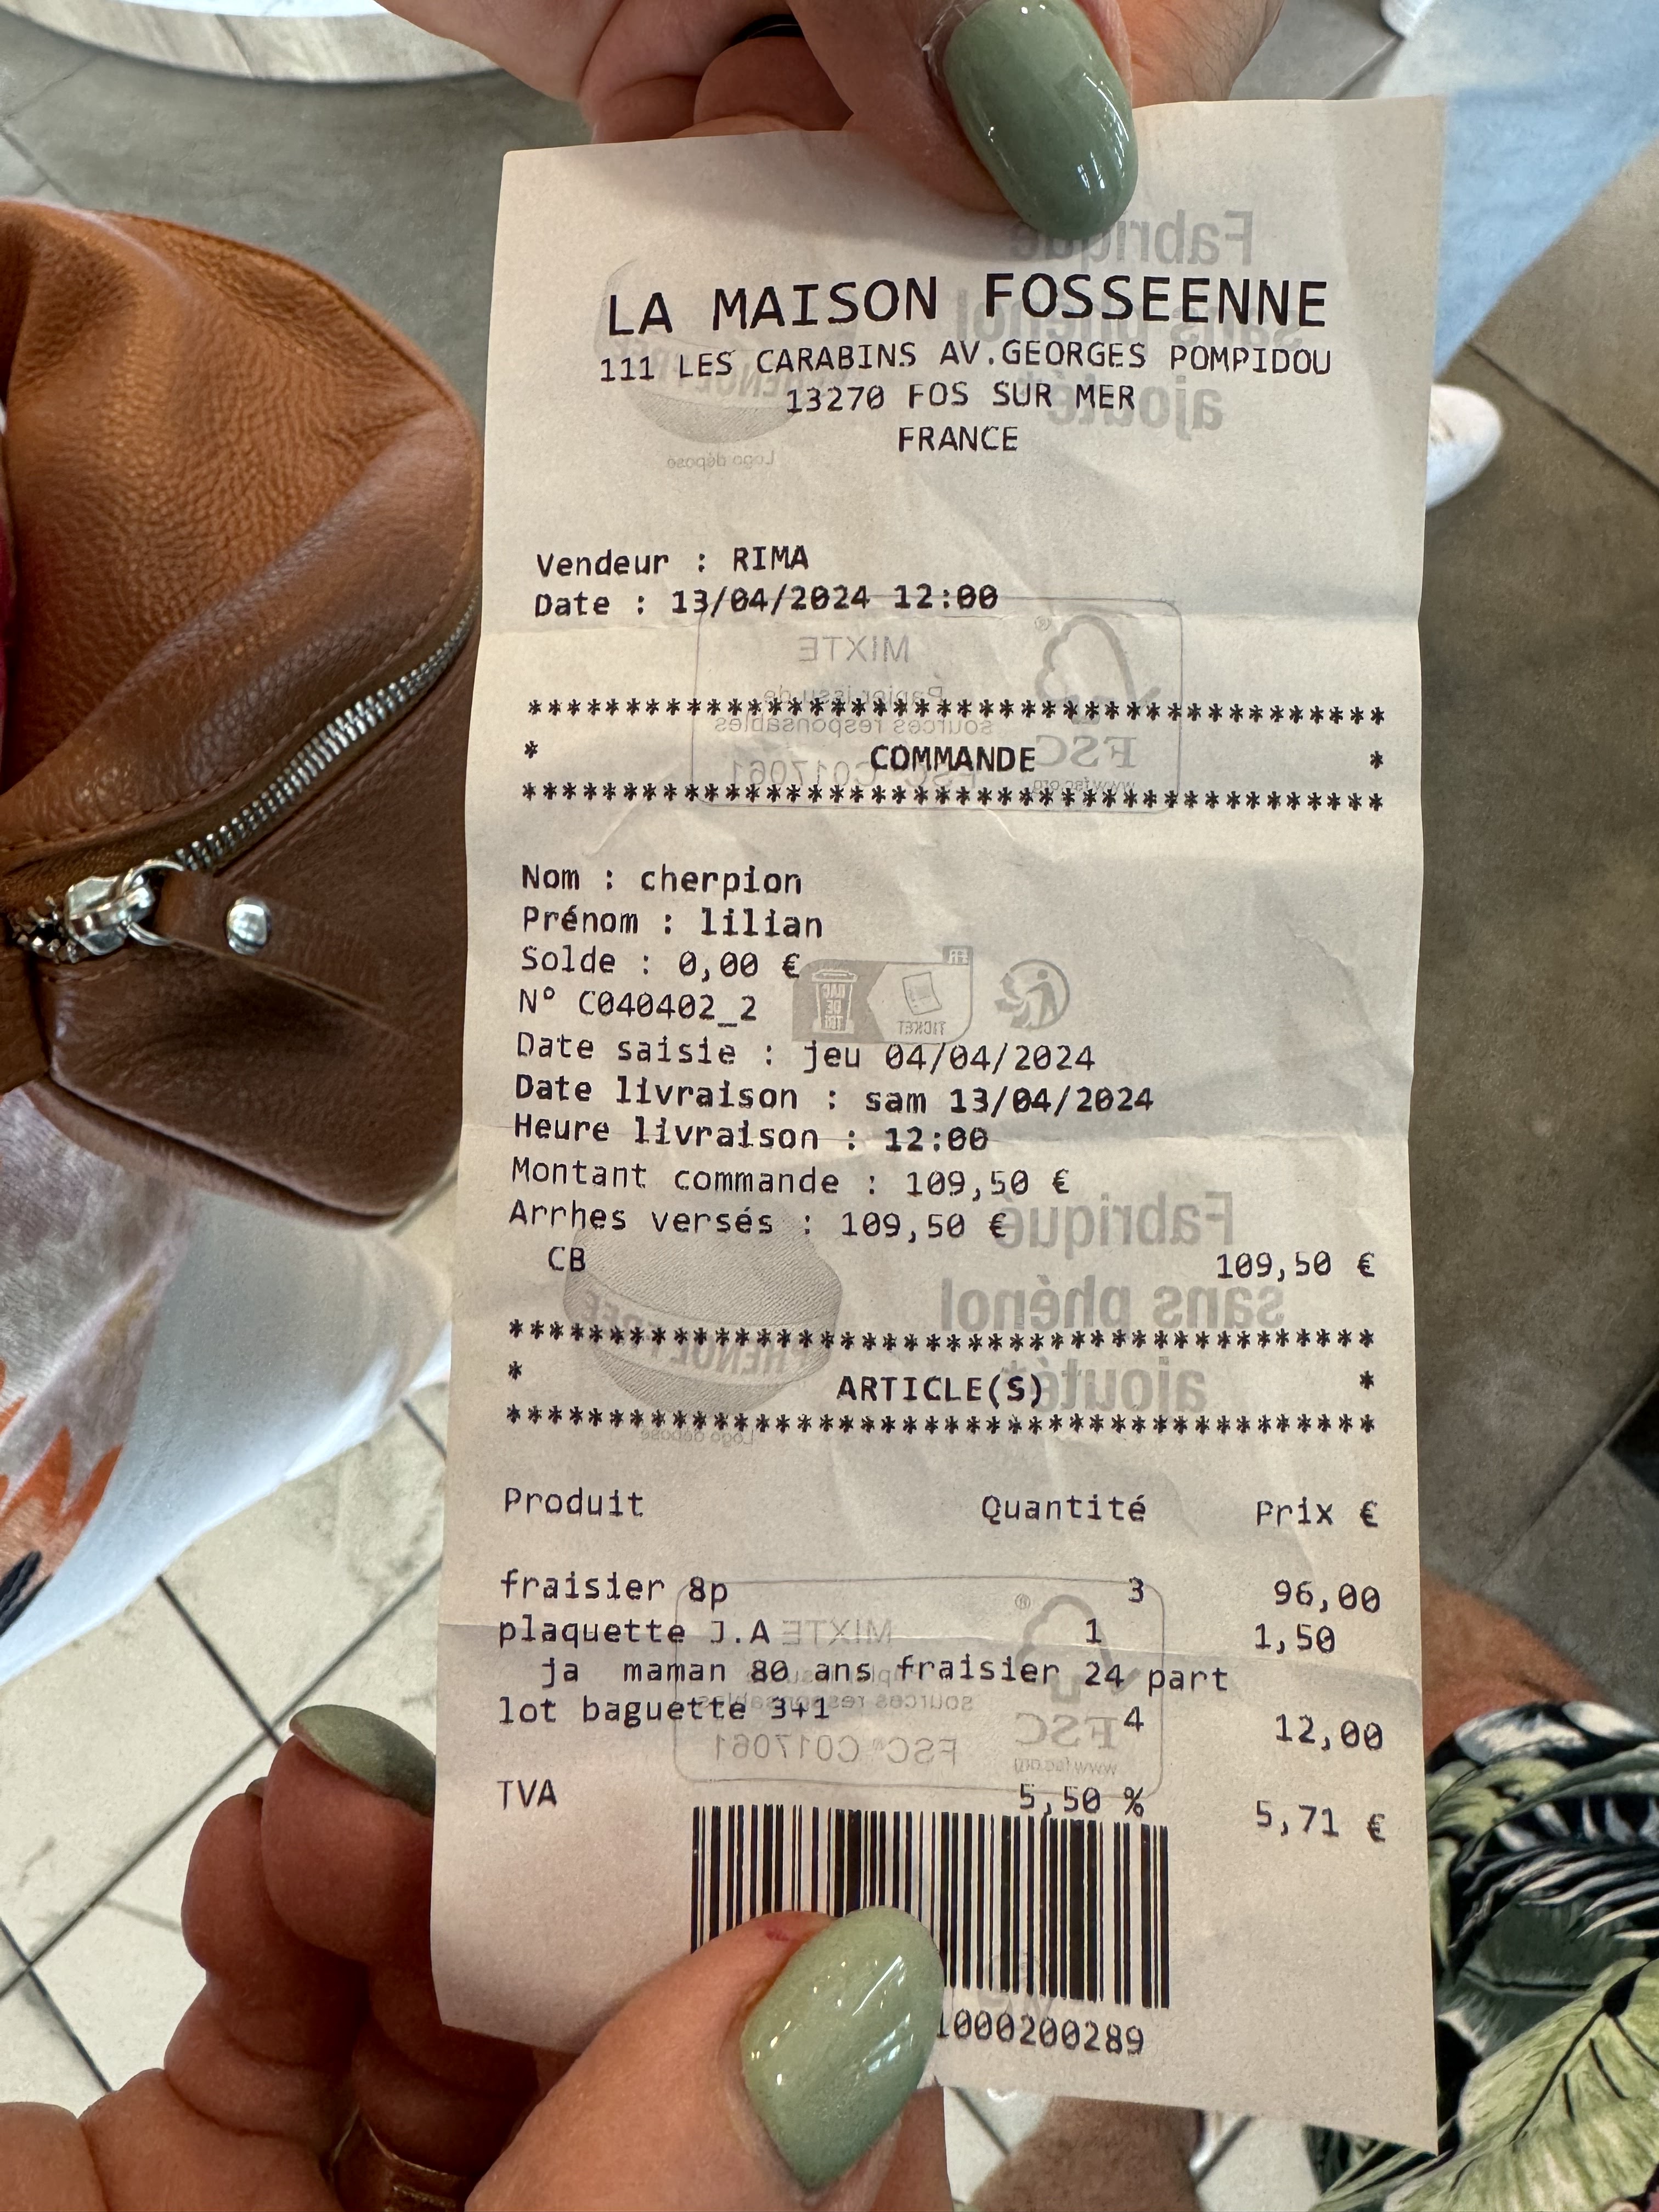 LA MAISON FOSSEENNE
111 LES CARABINS AV.GEORGES POMPIDOU
13270 FOS SUR MER
FRANCE
Vendeur : RIMA
Date : 13/04/2024 12:00
********************************************
* COMMANDE *
********************************************
Nom : cherpion
Prénom : lilian
Solde : 0,00 €
N° C040402_2
Date saisie : jeu 04/04/2024
Date livraison : sam 13/04/2024
Heure livraison : 12:00
Montant commande : 109,50 €
Arrhes versés : 109,50 €
CB 109,50 €
********************************************
* ARTICLE(S) *
********************************************
Produit Quantité Prix €
fraisier 8p 3 96,00
plaquette J.A 1 1,50
ja maman 80 ans fraisier 24 part
lot baguette 3+1 4 12,00
TVA 5,50 % 5,71 €
1000200289